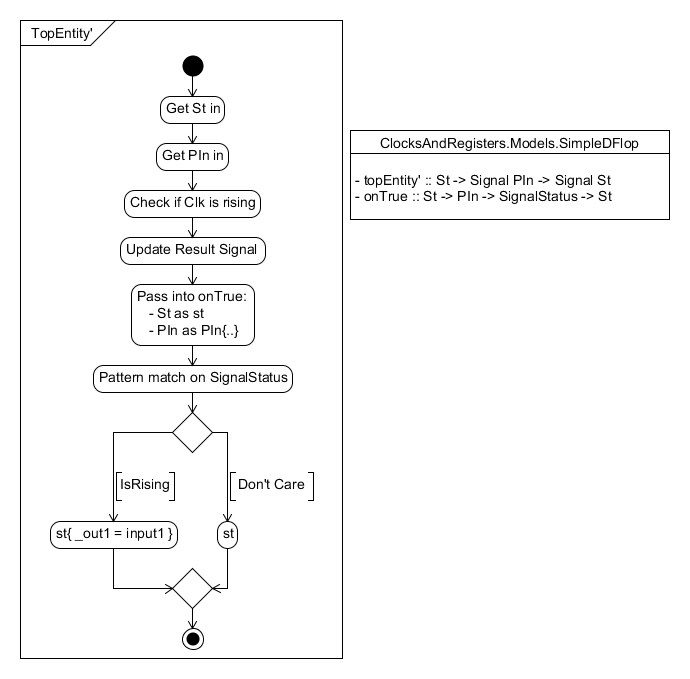 TopEntity'
Get St in
Get PIn in
Check if Clk is rising
Update Result Signal
Pass into onTrue:
- St as st
- PIn as PIn{..}
Pattern match on SignalStatus
[IsRising]
[ Don't Care ]
st{ _out1 = input1 }
st
ClocksAndRegisters.Models.SimpleDFlop
- topEntity' :: St -> Signal PIn -> Signal St
- onTrue :: St -> PIn -> SignalStatus -> St